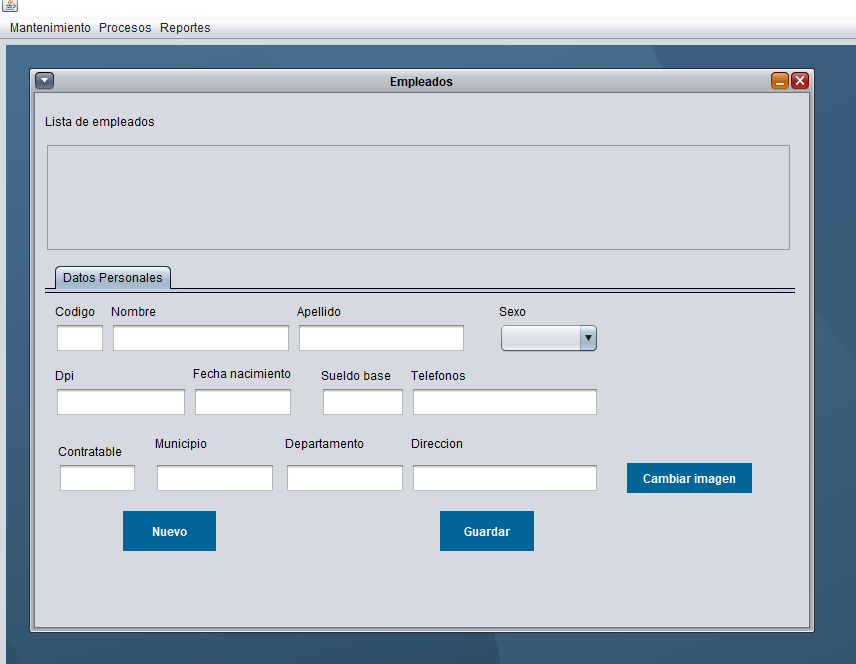 Mantenimiento Procesos Reportes
Empleados
Lista de empleados
Datos Personales
Codigo Nombre Apellido Sexo
Dpi Fecha nacimiento Sueldo base Telefonos
Contratable Municipio Departamento Direccion
Cambiar imagen
Nuevo Guardar